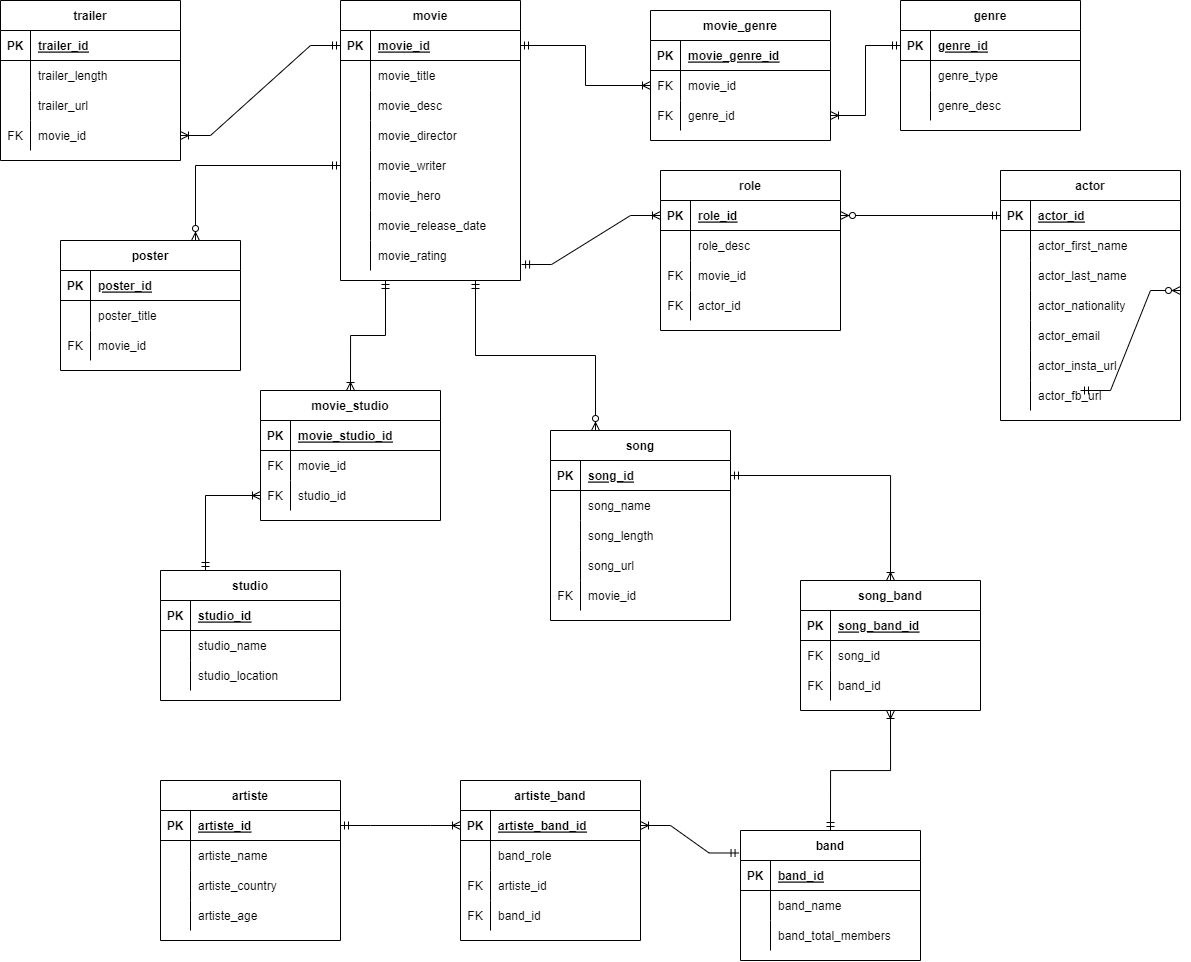 trailer
PK trailer_id
trailer_length
trailer_url
FK movie_id
movie
PK movie_id
movie_title
movie_desc
movie_director
movie_writer
movie_hero
movie_release_date
movie_rating
movie_genre
PK movie_genre_id
FK movie_id
FK genre_id
genre
PK genre_id
genre_type
genre_desc
poster
PK poster_id
poster_title
FK movie_id
role
PK role_id
role_desc
FK movie_id
FK actor_id
actor
PK actor_id
actor_first_name
actor_last_name
actor_nationality
actor_email
actor_insta_url
actor_fb_url
movie_studio
PK movie_studio_id
FK movie_id
FK studio_id
song
PK song_id
song_name
song_length
song_url
FK movie_id
studio
PK studio_id
studio_name
studio_location
song_band
PK song_band_id
FK song_id
FK band_id
artiste
PK artiste_id
artiste_name
artiste_country
artiste_age
artiste_band
PK artiste_band_id
band_role
FK artiste_id
FK band_id
band
PK band_id
band_name
band_total_members